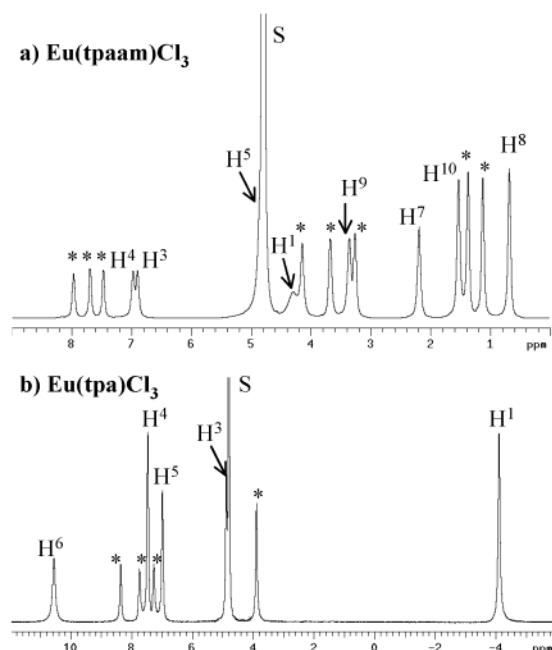 S
a) Eu(tpaam)Cl₃
H⁵
H¹
*
*
H⁹
*
H⁷
H¹⁰
*
*
H⁸
* * * H⁴ H³
8 7 6 5 4 3 2 1 ppm
b) Eu(tpa)Cl₃
S
H⁴
H³
H¹
H⁵
*
H⁶
* * *
10 8 6 4 2 0 -2 -4 ppm